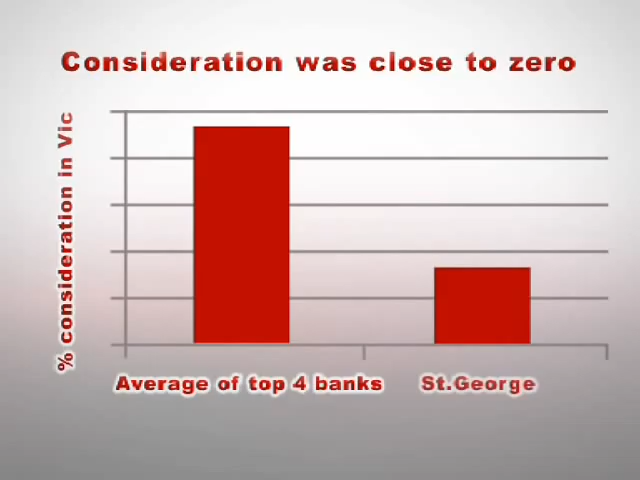 Consideration was close to zero
% consideration in Vic
Average of top 4 banks
St.George